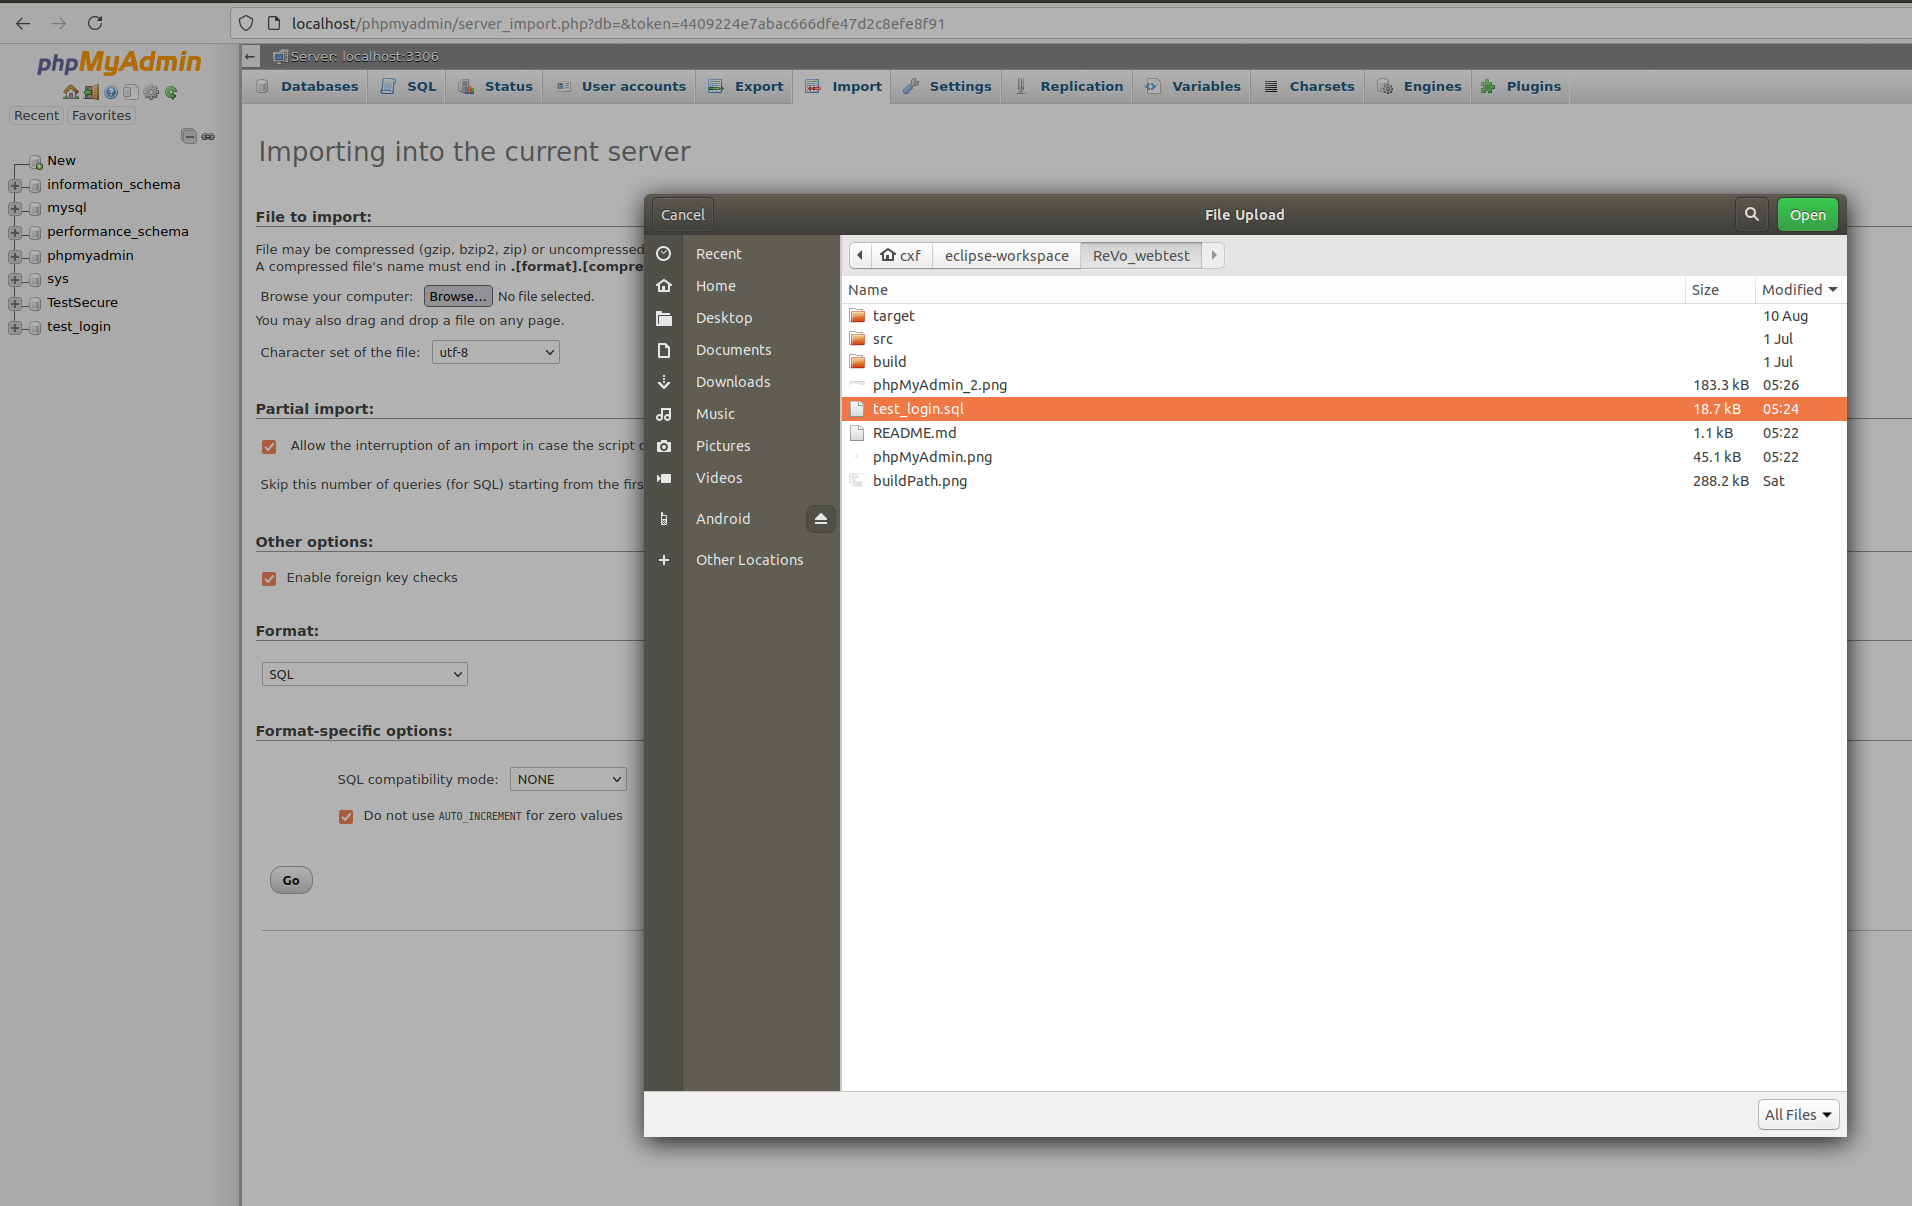 localhost/phpmyadmin/server_import.php?db=&token=4409224e7abac666dfe47d2c8efe8f91
phpMyAdmin
Recent Favorites
New
information_schema
mysql
performance_schema
phpmyadmin
sys
TestSecure
test_login
Server: localhost:3306
Databases SQL Status User accounts Export Import Settings Replication Variables Charsets Engines Plugins
Importing into the current server
File to import:
File may be compressed (gzip, bzip2, zip) or uncompressed
A compressed file's name must end in .[format].[compre
Browse your computer: Browse... No file selected.
You may also drag and drop a file on any page.
Character set of the file: utf-8
Partial import:
Allow the interruption of an import in case the script
Skip this number of queries (for SQL) starting from the firs
Other options:
Enable foreign key checks
Format:
SQL
Format-specific options:
SQL compatibility mode: NONE
Do not use AUTO_INCREMENT for zero values
Go
Cancel File Upload Open
Recent
Home
Desktop
Documents
Downloads
Music
Pictures
Videos
Android
Other Locations
cxf eclipse-workspace ReVo_webtest
Name Size Modified
target 10 Aug
src 1 Jul
build 1 Jul
phpMyAdmin_2.png 183.3 kB 05:26
test_login.sql 18.7 kB 05:24
README.md 1.1 kB 05:22
phpMyAdmin.png 45.1 kB 05:22
buildPath.png 288.2 kB Sat
All Files